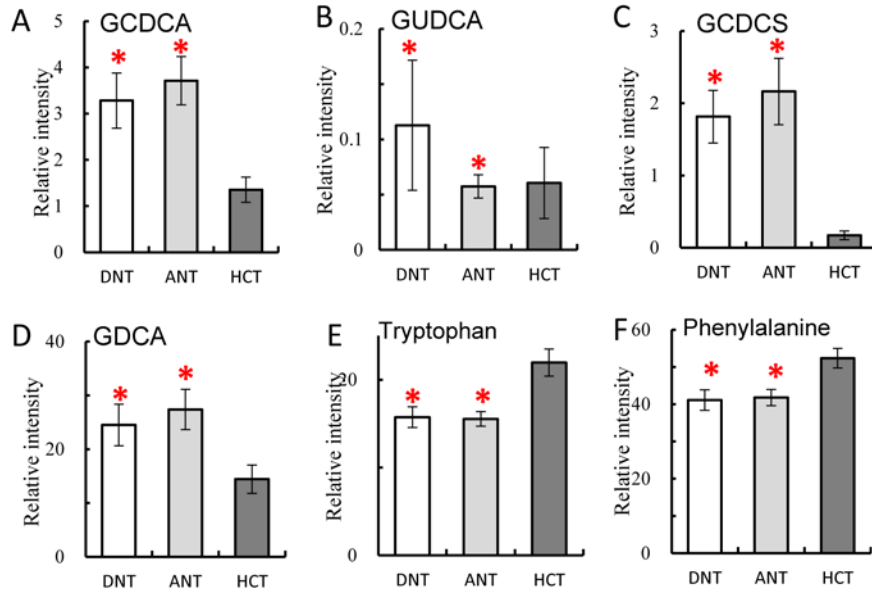 A GCDCA
Relative intensity
5
4
3
2
1
0
*
*
DNT ANT HCT
B GUDCA
Relative intensity
0.2
0.1
0
*
*
DNT ANT HCT
C GCDCS
Relative intensity
3
2
1
0
*
*
DNT ANT HCT
D GDCA
Relative intensity
40
20
0
*
*
DNT ANT HCT
E Tryptophan
Relative intensity
20
0
*
*
DNT ANT HCT
F Phenylalanine
Relative intensity
60
40
20
0
*
*
DNT ANT HCT